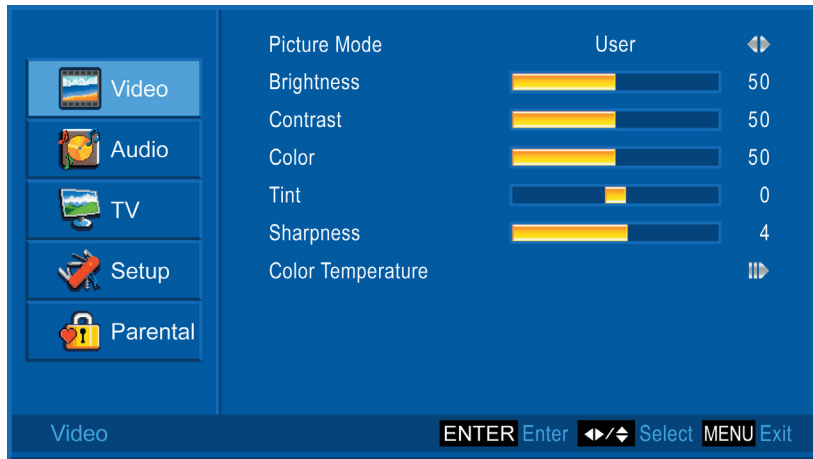 Video
Audio
TV
Setup
Parental
Picture Mode User
Brightness 50
Contrast 50
Color 50
Tint 0
Sharpness 4
Color Temperature
Video ENTER Enter / Select MENU Exit